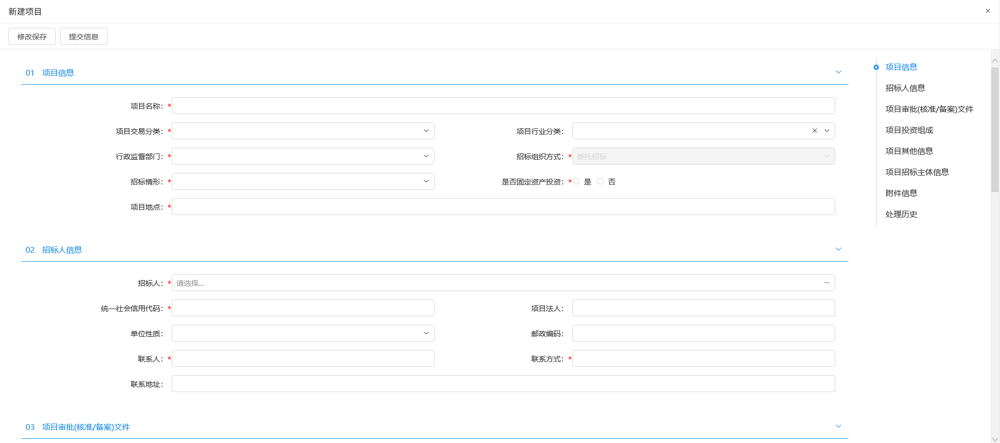 新建项目
修改保存 提交信息
01 项目信息
项目名称：*
项目交易分类：* 项目行业分类：
行政监督部门：* 招标组织方式：* 委托招标
招标情形：* 是否固定资产投资：* 是 否
项目地点：*
02 招标人信息
招标人：* 请选择...
统一社会信用代码：* 项目法人：
单位性质： 邮政编码：
联系人：* 联系方式：*
联系地址：
03 项目审批(核准/备案)文件
项目信息
招标人信息
项目审批(核准/备案)文件
项目投资组成
项目其他信息
项目招标主体信息
附件信息
处理历史